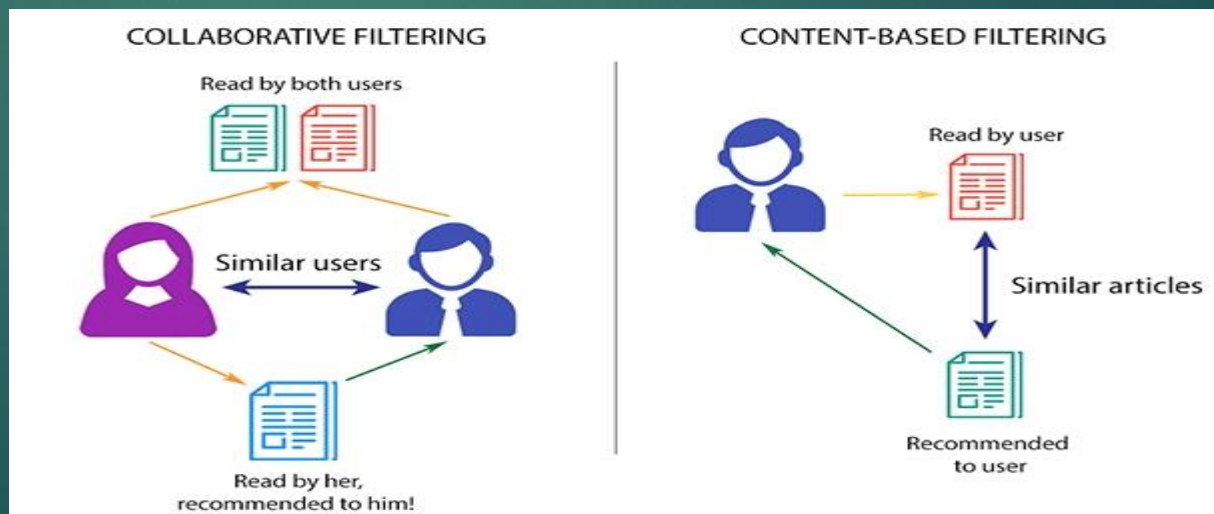 COLLABORATIVE FILTERING
Read by both users
Similar users
Read by her,
recommended to him!
CONTENT-BASED FILTERING
Read by user
Similar articles
Recommended
to user